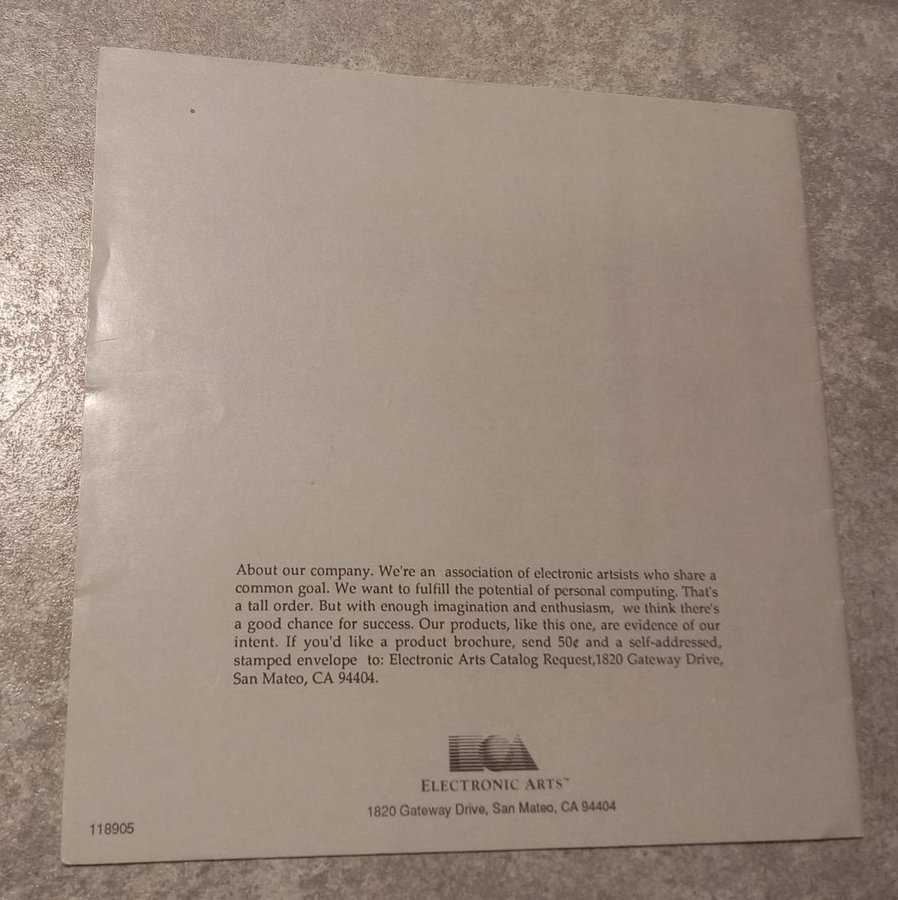 About our company. We're an association of electronic artsists who share a
common goal. We want to fulfill the potential of personal computing. That's
a tall order. But with enough imagination and enthusiasm, we think there's
a good chance for success. Our products, like this one, are evidence of our
intent. If you'd like a product brochure, send 50¢ and a self-addressed,
stamped envelope to: Electronic Arts Catalog Request,1820 Gateway Drive,
San Mateo, CA 94404.
ECA
ELECTRONIC ARTS™
1820 Gateway Drive, San Mateo, CA 94404
118905